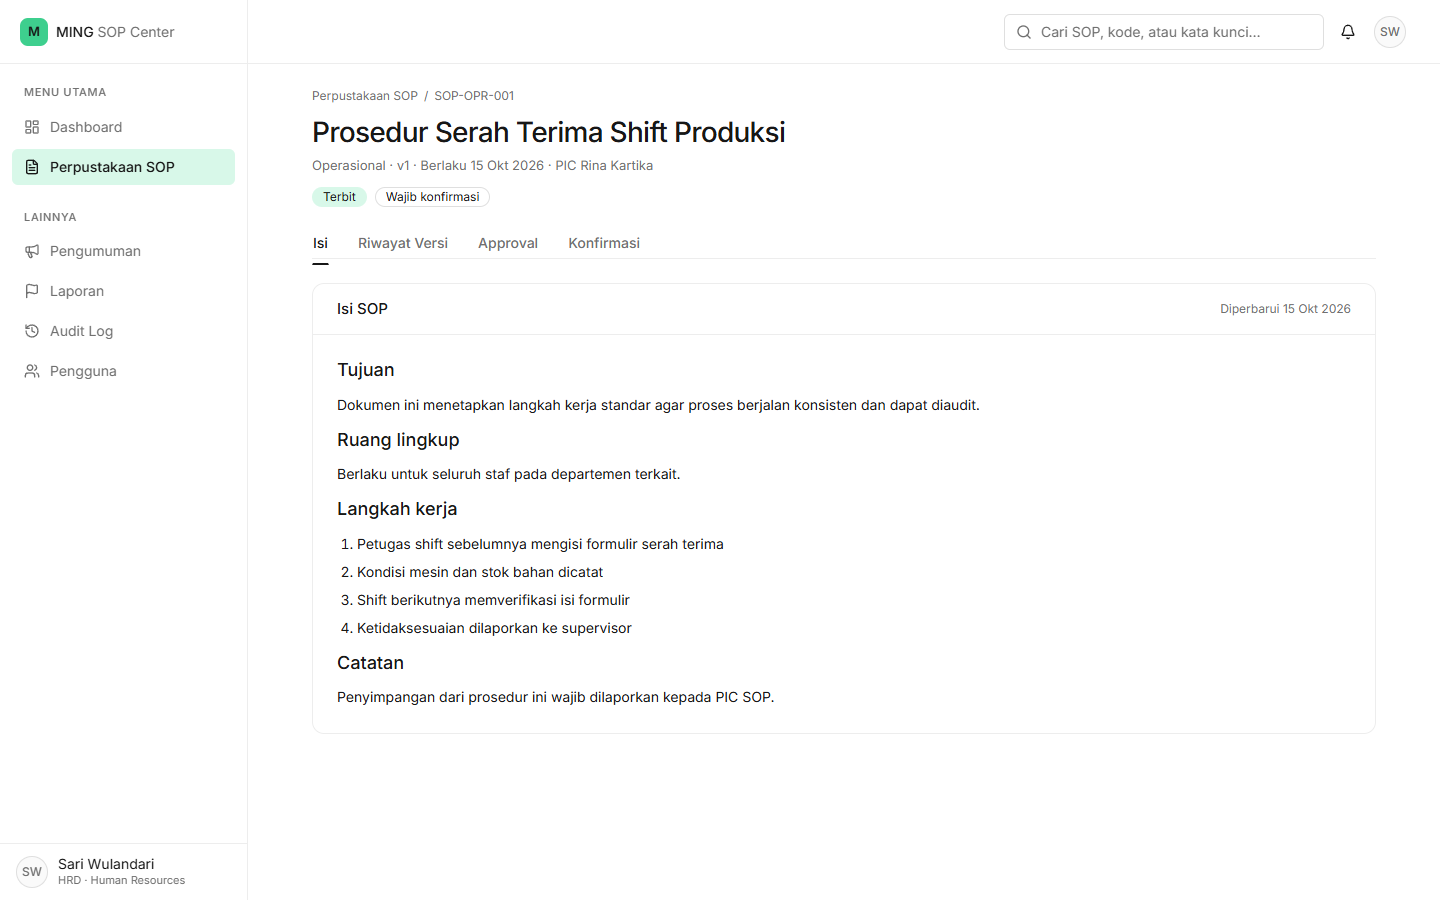 M MING SOP Center
Cari SOP, kode, atau kata kunci...
SW
MENU UTAMA
Dashboard
Perpustakaan SOP
LAINNYA
Pengumuman
Laporan
Audit Log
Pengguna
SW
Sari Wulandari
HRD · Human Resources
Perpustakaan SOP / SOP-OPR-001
Prosedur Serah Terima Shift Produksi
Operasional · v1 · Berlaku 15 Okt 2026 · PIC Rina Kartika
Terbit Wajib konfirmasi
Isi Riwayat Versi Approval Konfirmasi
Isi SOP Diperbarui 15 Okt 2026
Tujuan
Dokumen ini menetapkan langkah kerja standar agar proses berjalan konsisten dan dapat diaudit.
Ruang lingkup
Berlaku untuk seluruh staf pada departemen terkait.
Langkah kerja
1. Petugas shift sebelumnya mengisi formulir serah terima
2. Kondisi mesin dan stok bahan dicatat
3. Shift berikutnya memverifikasi isi formulir
4. Ketidaksesuaian dilaporkan ke supervisor
Catatan
Penyimpangan dari prosedur ini wajib dilaporkan kepada PIC SOP.